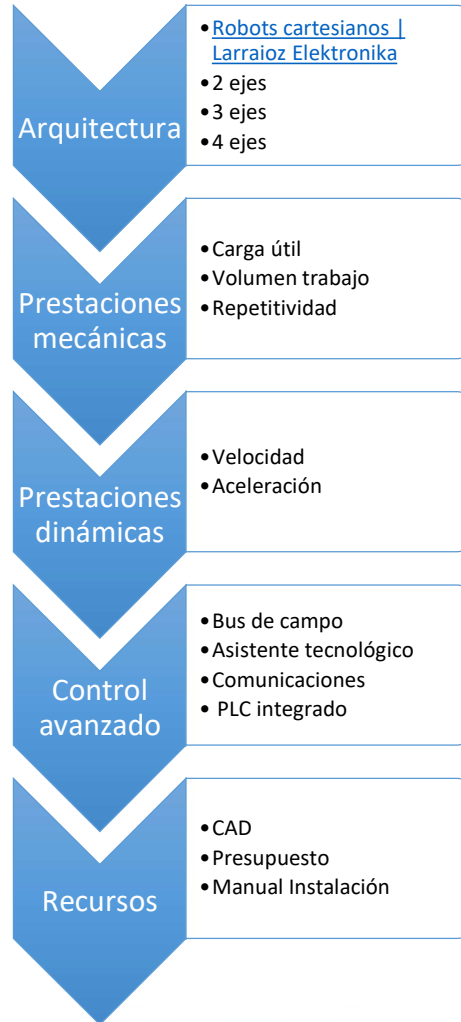 Arquitectura
•Robots cartesianos |
Larraioz Elektronika
•2 ejes
•3 ejes
•4 ejes
Prestaciones
mecánicas
•Carga útil
•Volumen trabajo
•Repetitividad
Prestaciones
dinámicas
•Velocidad
•Aceleración
Control
avanzado
•Bus de campo
•Asistente tecnológico
•Comunicaciones
• PLC integrado
Recursos
•CAD
•Presupuesto
•Manual Instalación